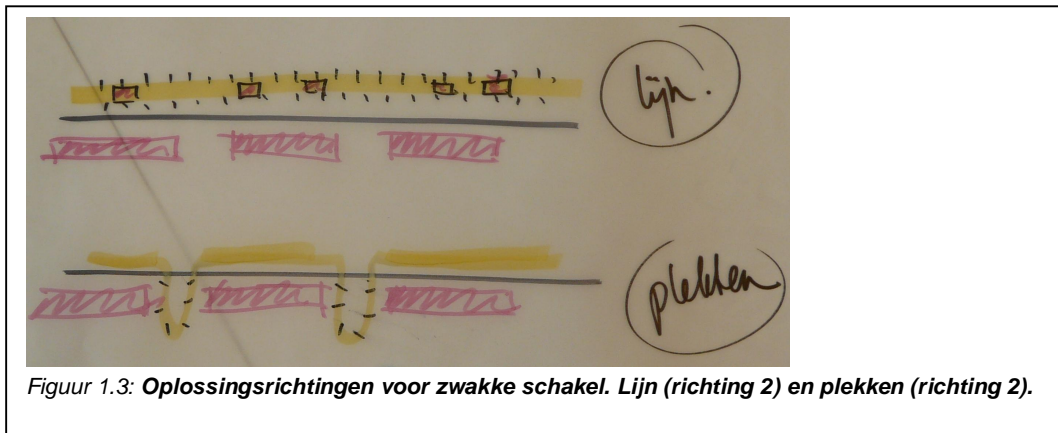 lijn.
plekken
Figuur 1.3: Oplossingsrichtingen voor zwakke schakel. Lijn (richting 2) en plekken (richting 2).